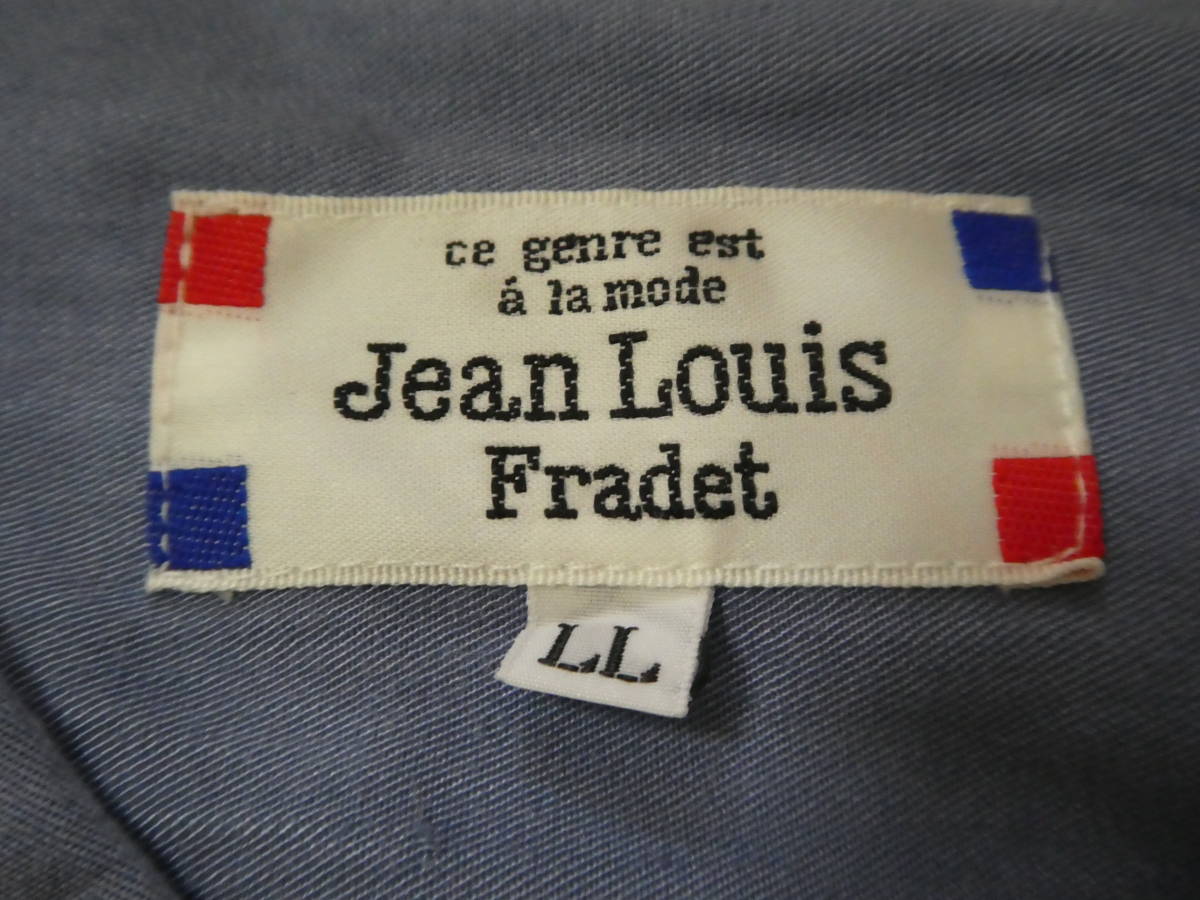 ce genre est
á la mode
Jean Louis
Fradet
LL